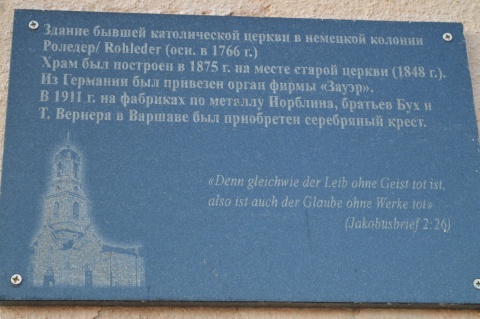 Здание бывшей католической церкви в немецкой колонии
Роледер/ Rohleder (осн. в 1766 г.)
Храм был построен в 1875 г. на месте старой церкви (1848 г.).
Из Германии был привезен орган фирмы «Зауэр».
В 1911 г. на фабриках по металлу Норблина, братьев Бух и
Т. Вернера в Варшаве был приобретен серебряный крест.
«Denn gleichwie der Leib ohne Geist tot ist,
also ist auch der Glaube ohne Werke tot»
(Jakobusbrief 2:26)